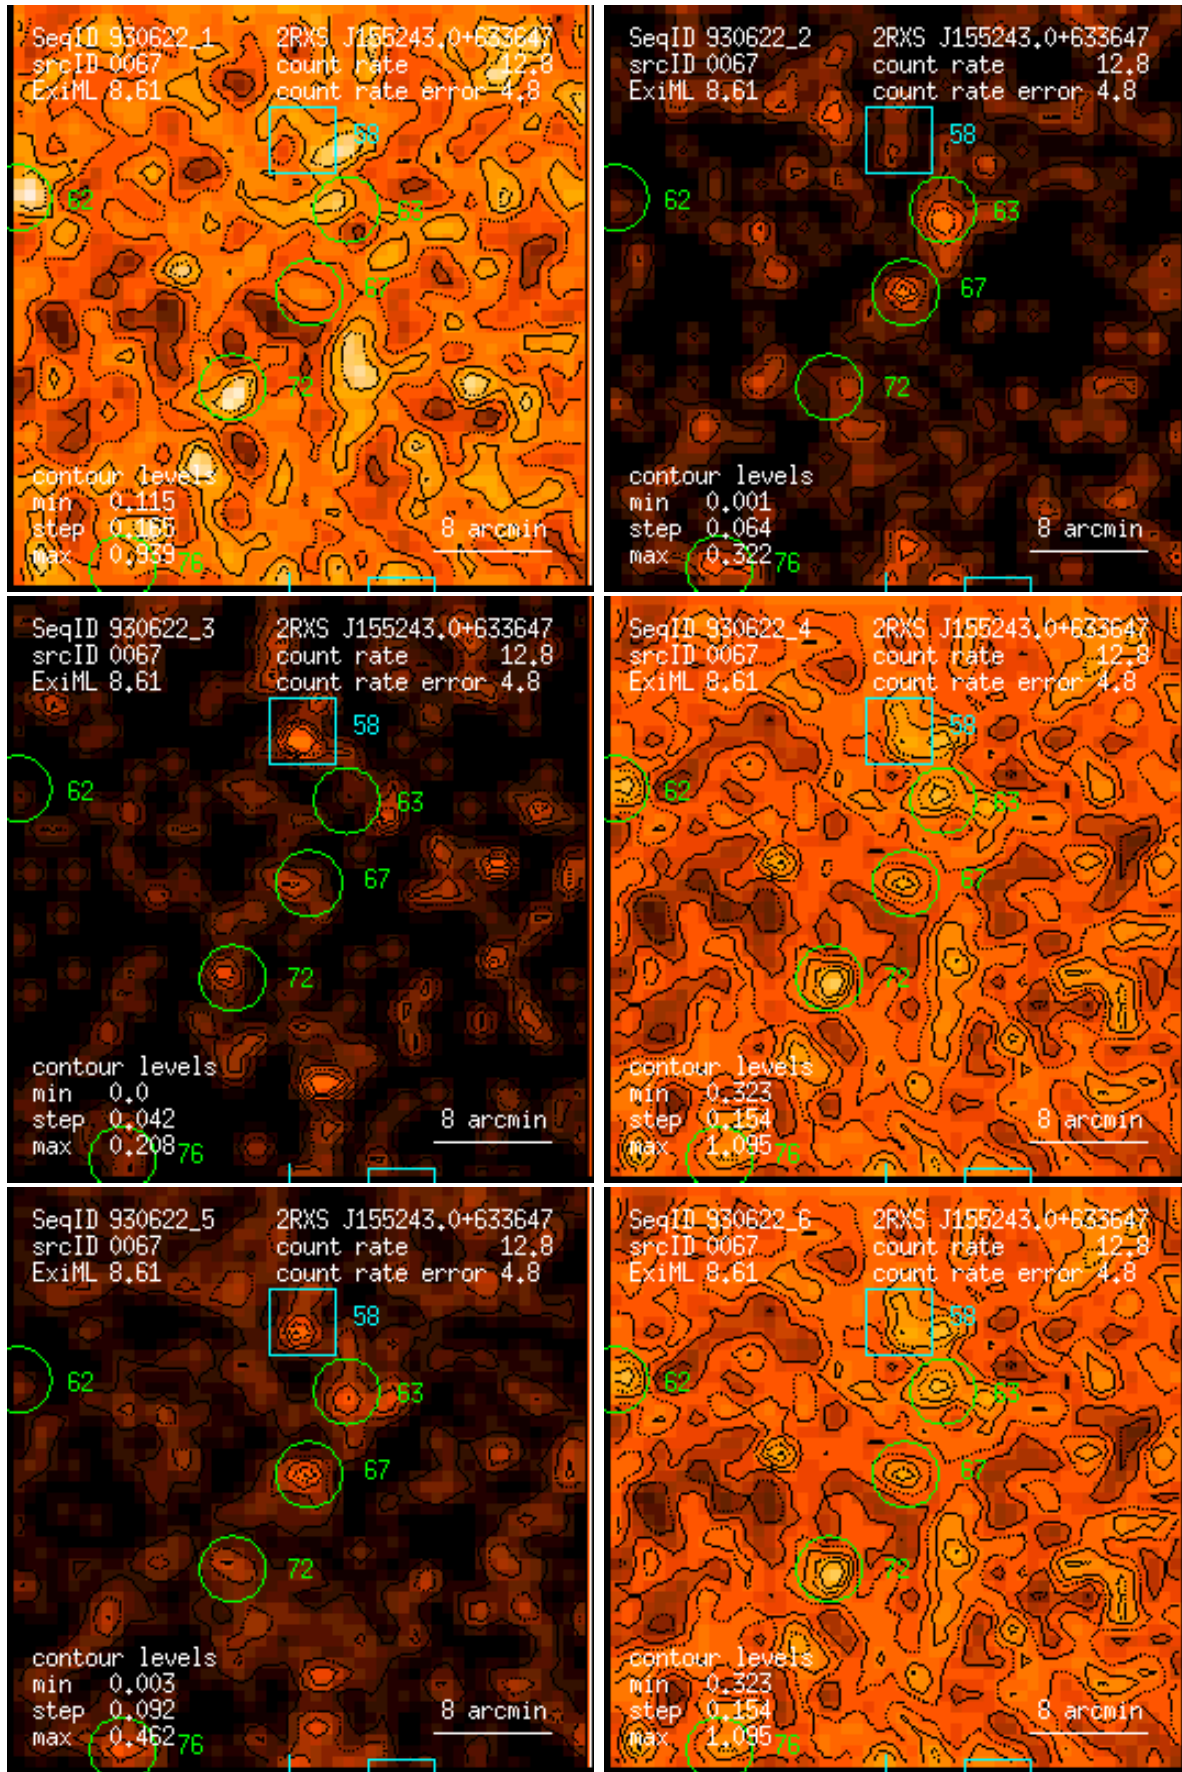 SeqID 930622_1 2RXS J155243.0+633647
srcID 0067 count rate 12.8
ExiML 8.61 count rate error 4.8
58
62
63
67
72
contour levels
min 0.115
step 0.165
max 0.939
8 arcmin
76
SeqID 930622_2 2RXS J155243.0+633647
srcID 0067 count rate 12.8
ExiML 8.61 count rate error 4.8
58
62
63
67
72
contour levels
min 0.001
step 0.064
max 0.322
8 arcmin
76
SeqID 930622_3 2RXS J155243.0+633647
srcID 0067 count rate 12.8
ExiML 8.61 count rate error 4.8
58
62
63
67
72
contour levels
min 0.0
step 0.042
max 0.208
8 arcmin
76
SeqID 930622_4 2RXS J155243.0+633647
srcID 0067 count rate 12.8
ExiML 8.61 count rate error 4.8
58
62
63
67
72
contour levels
min 0.323
step 0.154
max 1.095
8 arcmin
76
SeqID 930622_5 2RXS J155243.0+633647
srcID 0067 count rate 12.8
ExiML 8.61 count rate error 4.8
58
62
63
67
72
contour levels
min 0.003
step 0.092
max 0.462
8 arcmin
76
SeqID 930622_6 2RXS J155243.0+633647
srcID 0067 count rate 12.8
ExiML 8.61 count rate error 4.8
58
62
63
67
72
contour levels
min 0.323
step 0.154
max 1.095
8 arcmin
76